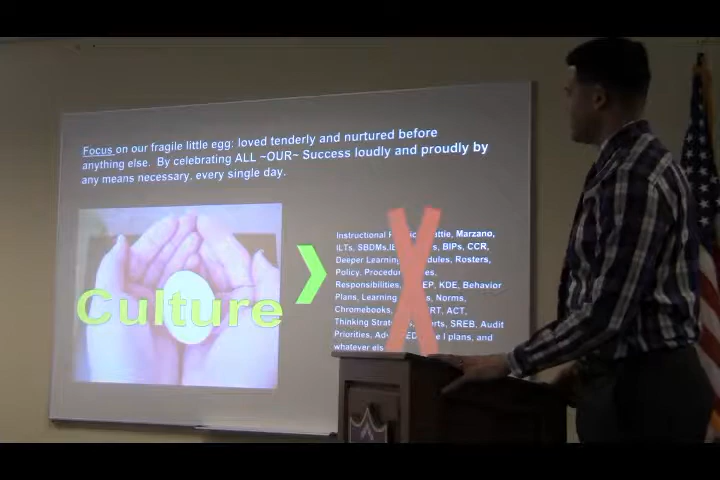 Focus on our fragile little egg: loved tenderly and nurtured before
anything else. By celebrating ALL ~OUR~ Success loudly and proudly by
any means necessary, every single day.
Culture
Instructional Marzano,
ILTs, SBDMs, BIPs, CCR,
Deeper Learning Rosters,
Policy,
Responsibilities, KDE, Behavior
Plans, Learning Norms,
Chromebooks, ACT,
Thinking SREB, Audit
Priorities, plans, and
whatever